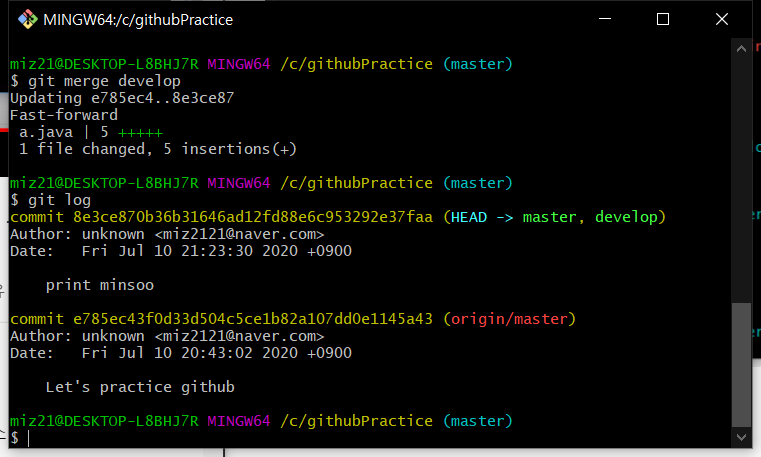 MINGW64:/c/githubPractice
miz21@DESKTOP-L8BHJ7R MINGW64 /c/githubPractice (master)
$ git merge develop
Updating e785ec4..8e3ce87
Fast-forward
 a.java | 5 +++++
 1 file changed, 5 insertions(+)
miz21@DESKTOP-L8BHJ7R MINGW64 /c/githubPractice (master)
$ git log
commit 8e3ce870b36b31646ad12fd88e6c953292e37faa (HEAD -> master, develop)
Author: unknown <miz2121@naver.com>
Date:   Fri Jul 10 21:23:30 2020 +0900
    print minsoo
commit e785ec43f0d33d504c5ce1b82a107dd0e1145a43 (origin/master)
Author: unknown <miz2121@naver.com>
Date:   Fri Jul 10 20:43:02 2020 +0900
    Let's practice github
miz21@DESKTOP-L8BHJ7R MINGW64 /c/githubPractice (master)
$